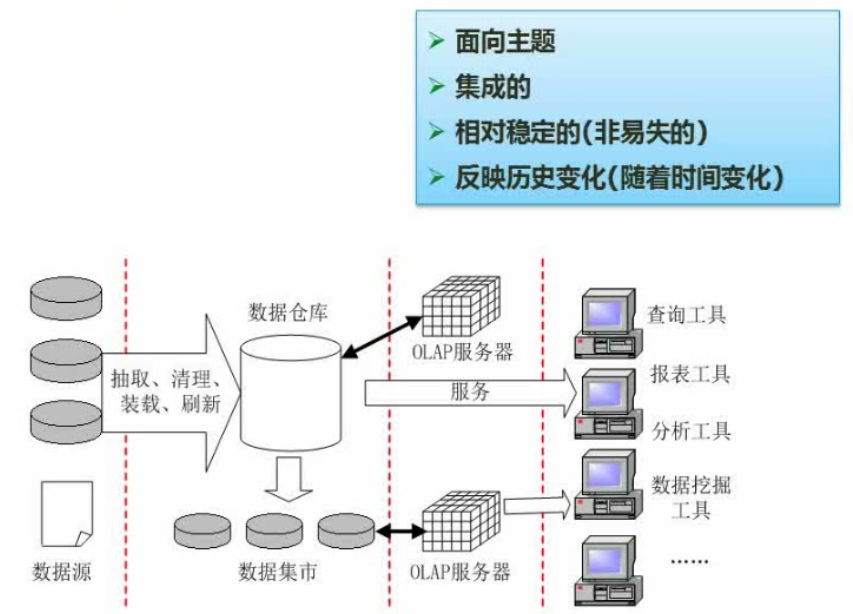 面向主题
集成的
相对稳定的(非易失的)
反映历史变化(随着时间变化)
数据仓库
OLAP服务器
查询工具
抽取、清理、
装载、刷新
服务
报表工具
分析工具
数据挖掘
工具
数据源
数据集市
OLAP服务器
……